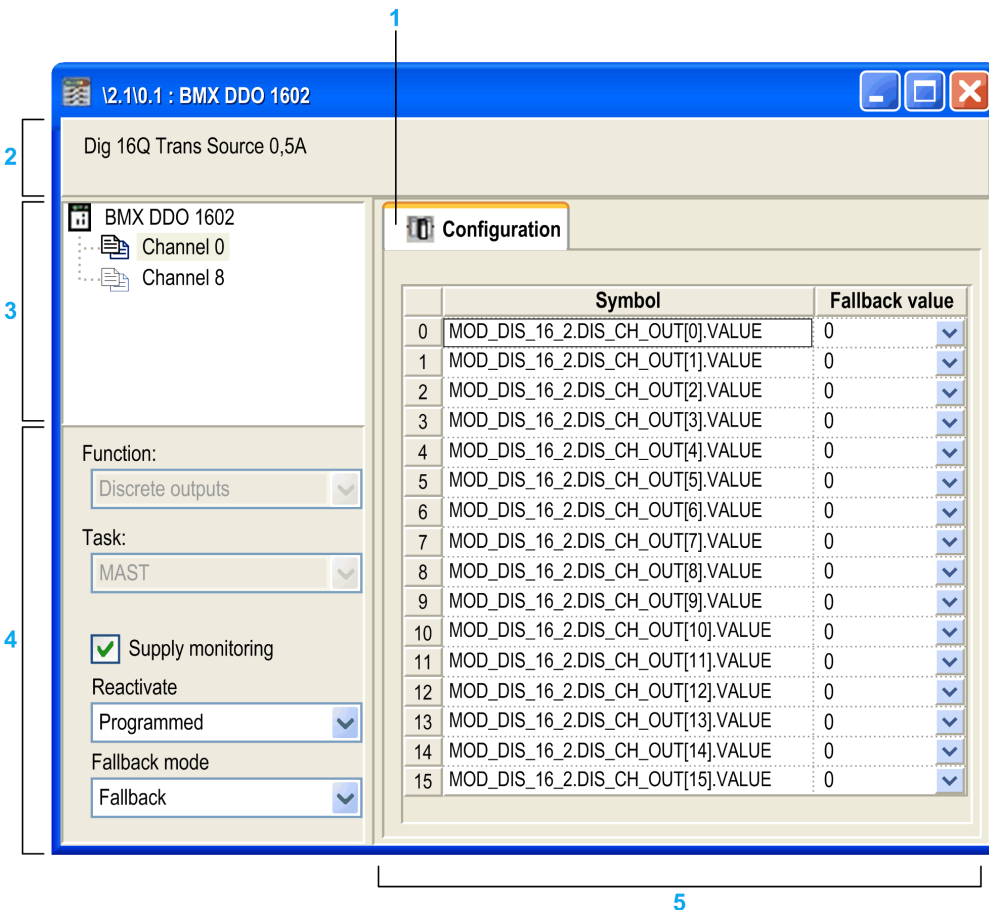 1
\2.1\0.1 : BMX DDO 1602
2
Dig 16Q Trans Source 0,5A
3
BMX DDO 1602
Channel 0
Channel 8
4
Function:
Discrete outputs
Task:
MAST
Supply monitoring
Reactivate
Programmed
Fallback mode
Fallback
Configuration
Symbol Fallback value
0 MOD_DIS_16_2.DIS_CH_OUT[0].VALUE 0
1 MOD_DIS_16_2.DIS_CH_OUT[1].VALUE 0
2 MOD_DIS_16_2.DIS_CH_OUT[2].VALUE 0
3 MOD_DIS_16_2.DIS_CH_OUT[3].VALUE 0
4 MOD_DIS_16_2.DIS_CH_OUT[4].VALUE 0
5 MOD_DIS_16_2.DIS_CH_OUT[5].VALUE 0
6 MOD_DIS_16_2.DIS_CH_OUT[6].VALUE 0
7 MOD_DIS_16_2.DIS_CH_OUT[7].VALUE 0
8 MOD_DIS_16_2.DIS_CH_OUT[8].VALUE 0
9 MOD_DIS_16_2.DIS_CH_OUT[9].VALUE 0
10 MOD_DIS_16_2.DIS_CH_OUT[10].VALUE 0
11 MOD_DIS_16_2.DIS_CH_OUT[11].VALUE 0
12 MOD_DIS_16_2.DIS_CH_OUT[12].VALUE 0
13 MOD_DIS_16_2.DIS_CH_OUT[13].VALUE 0
14 MOD_DIS_16_2.DIS_CH_OUT[14].VALUE 0
15 MOD_DIS_16_2.DIS_CH_OUT[15].VALUE 0
5